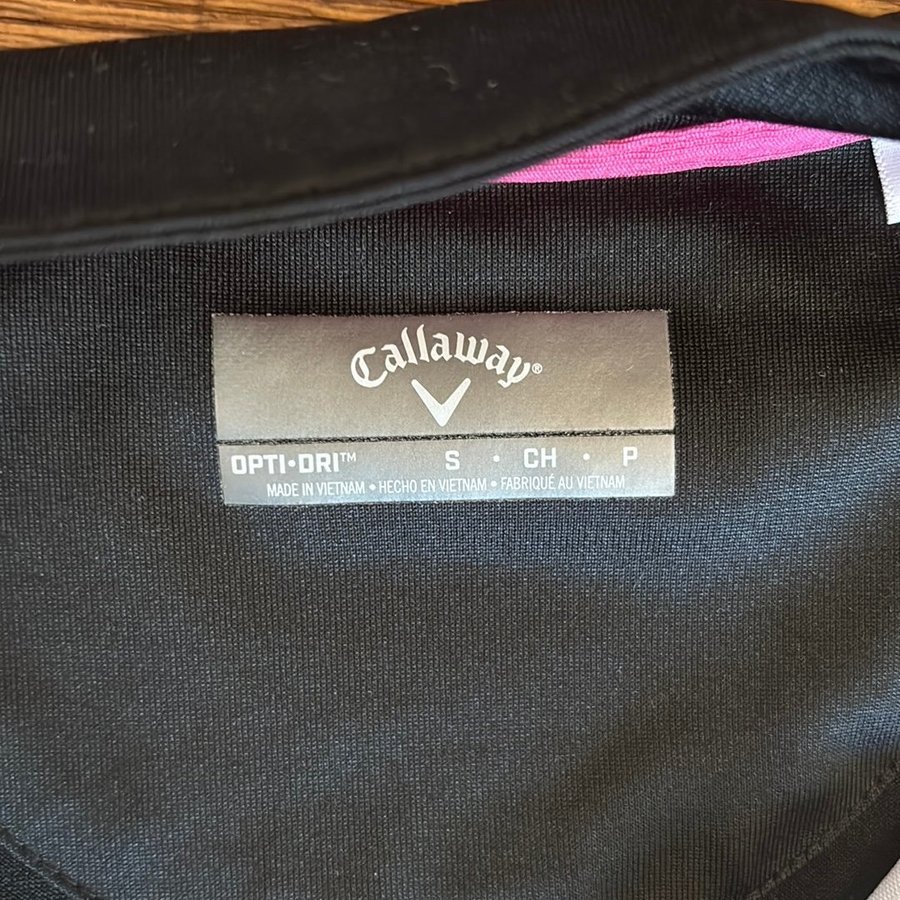 Callaway®
OPTI•DRI™ S • CH • P
MADE IN VIETNAM • HECHO EN VIETNAM • FABRIQUÉ AU VIETNAM